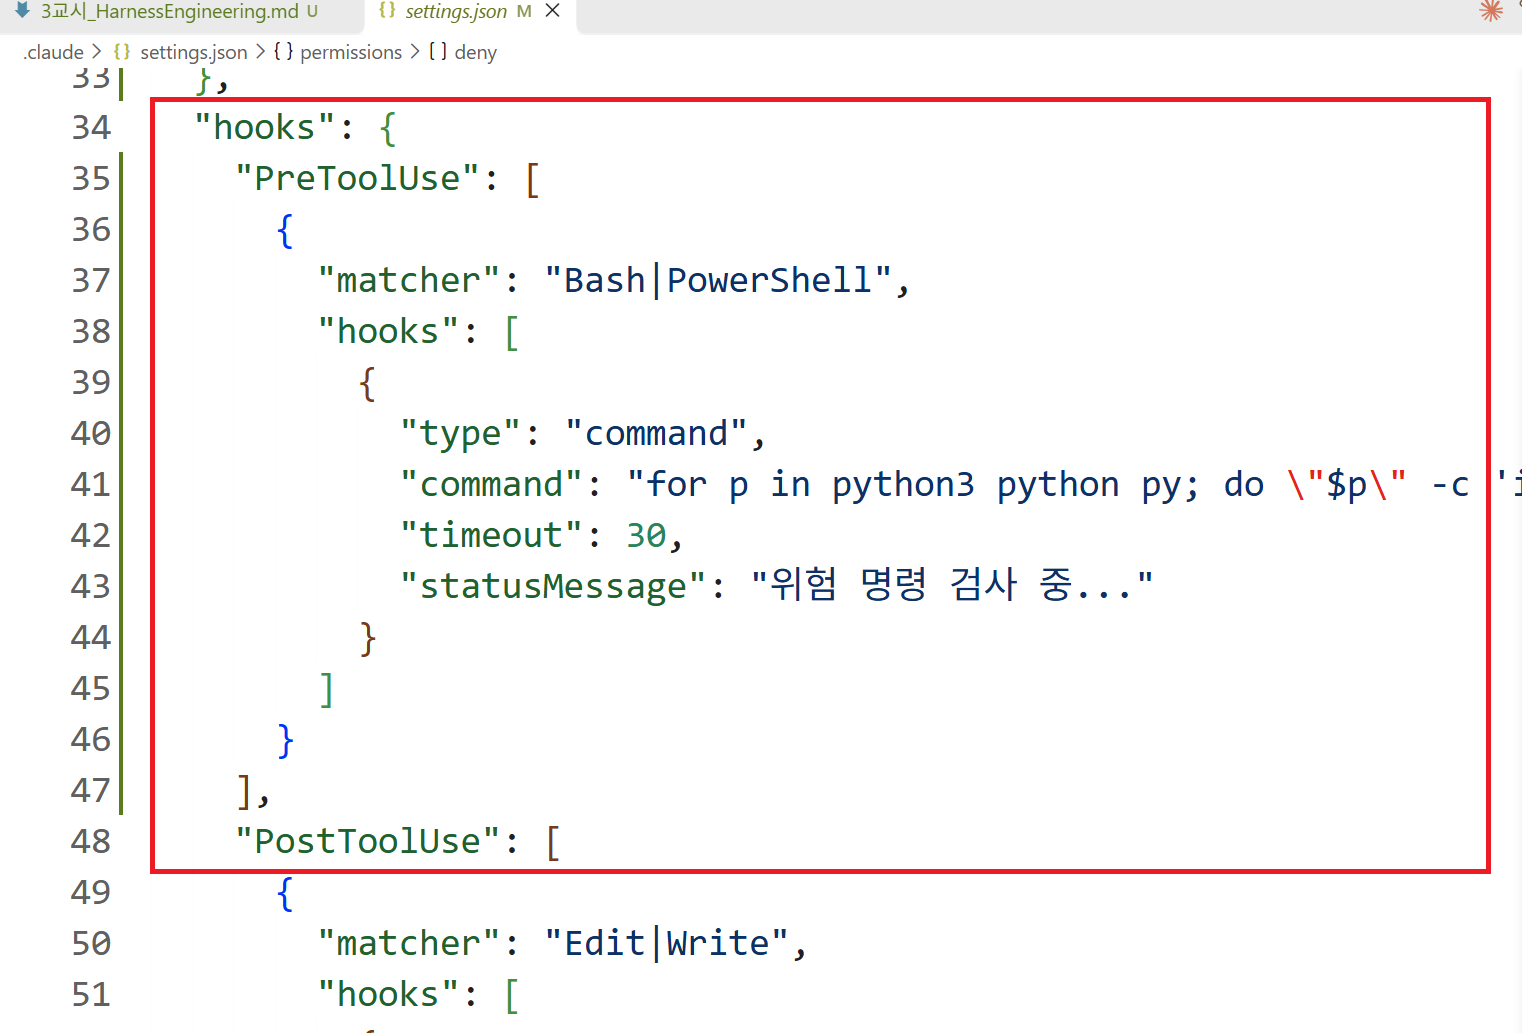 3교시_HarnessEngineering.md U
{} settings.json M ×
.claude > {} settings.json > {} permissions > [] deny
33 },
34 "hooks": {
35 "PreToolUse": [
36 {
37 "matcher": "Bash|PowerShell",
38 "hooks": [
39 {
40 "type": "command",
41 "command": "for p in python3 python py; do \"$p\" -c 'i
42 "timeout": 30,
43 "statusMessage": "위험 명령 검사 중..."
44 }
45 ]
46 }
47 ],
48 "PostToolUse": [
49 {
50 "matcher": "Edit|Write",
51 "hooks": [